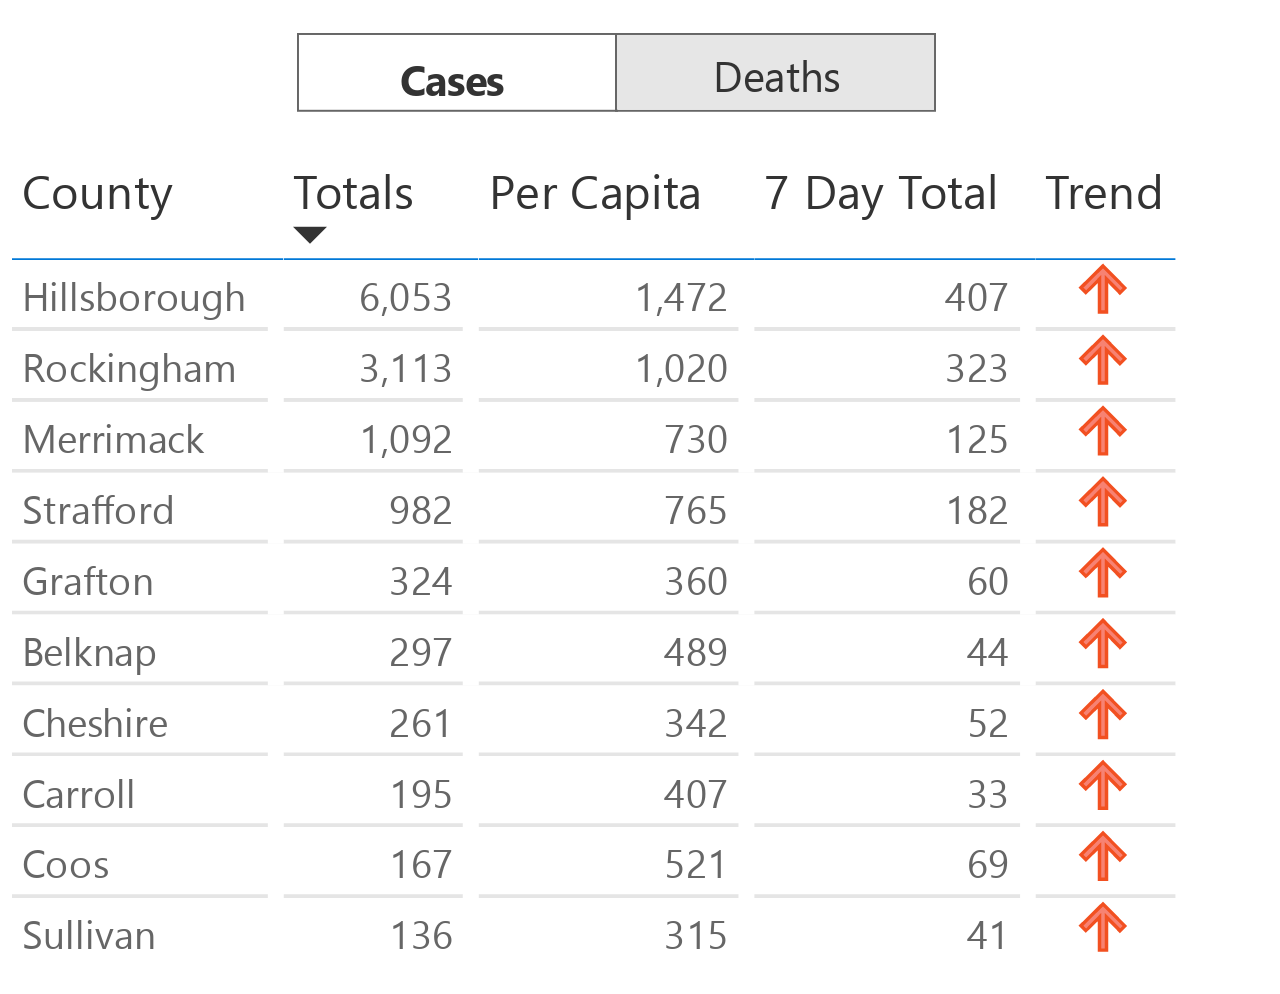 Cases Deaths
County Totals Per Capita 7 Day Total Trend
Hillsborough 6,053 1,472 407
Rockingham 3,113 1,020 323
Merrimack 1,092 730 125
Strafford 982 765 182
Grafton 324 360 60
Belknap 297 489 44
Cheshire 261 342 52
Carroll 195 407 33
Coos 167 521 69
Sullivan 136 315 41